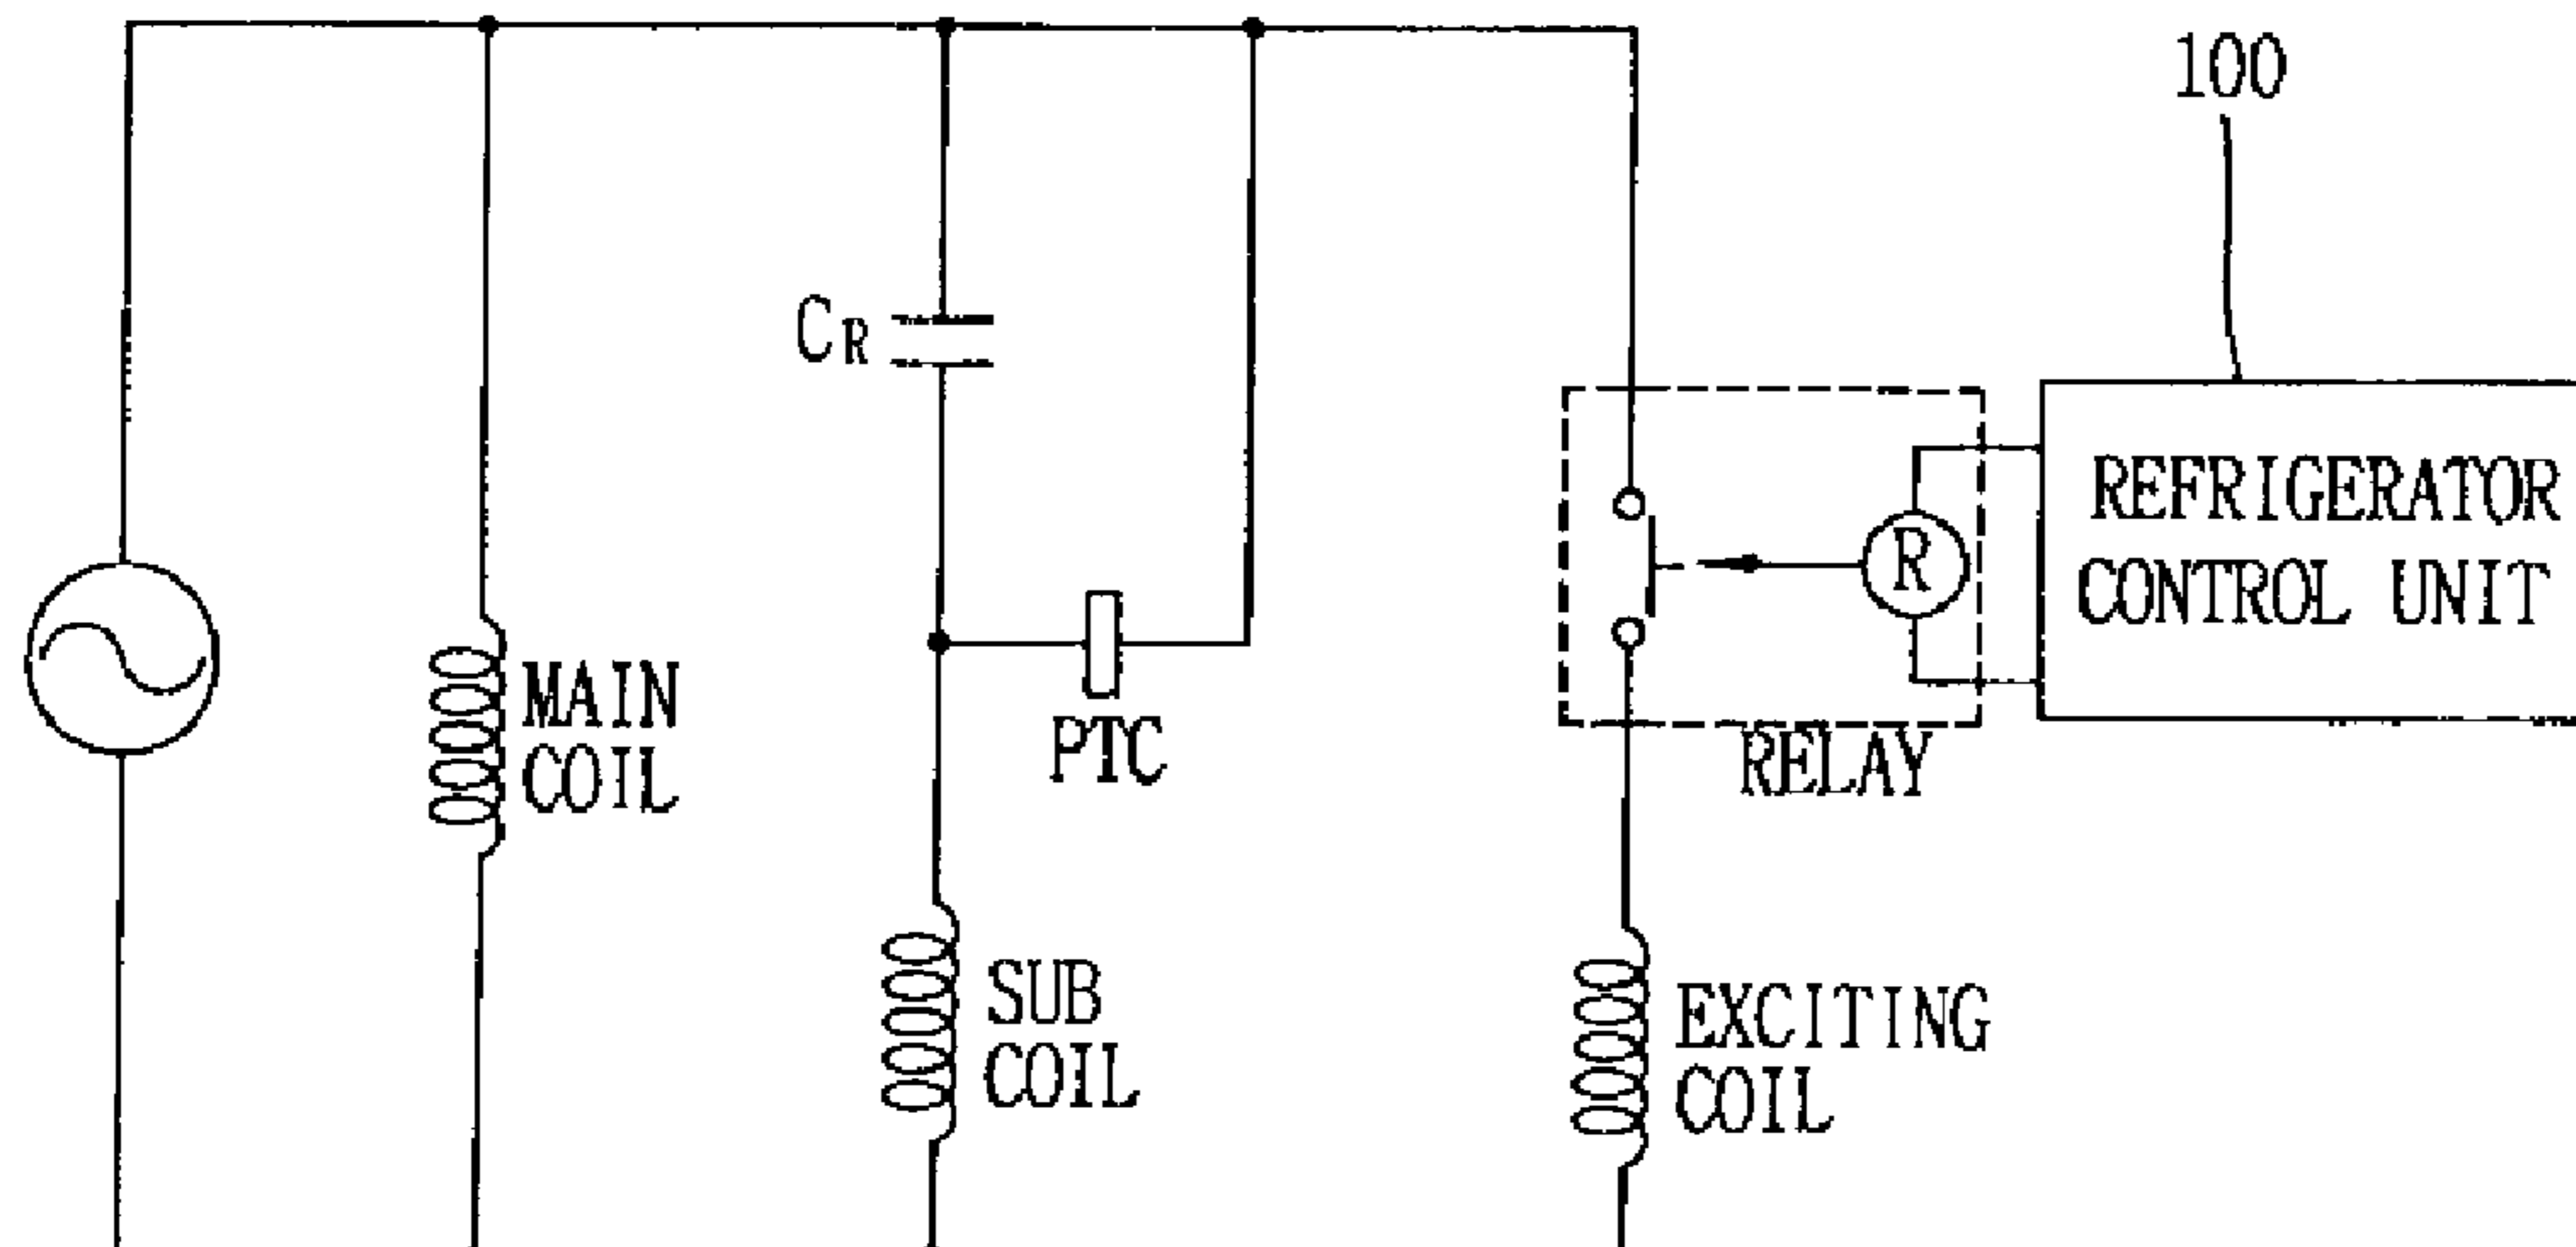 100
CR
REFRIGERATOR
CONTROL UNIT
R
MAIN
COIL
PTC
RELAY
SUB
COIL
EXCITING
COIL